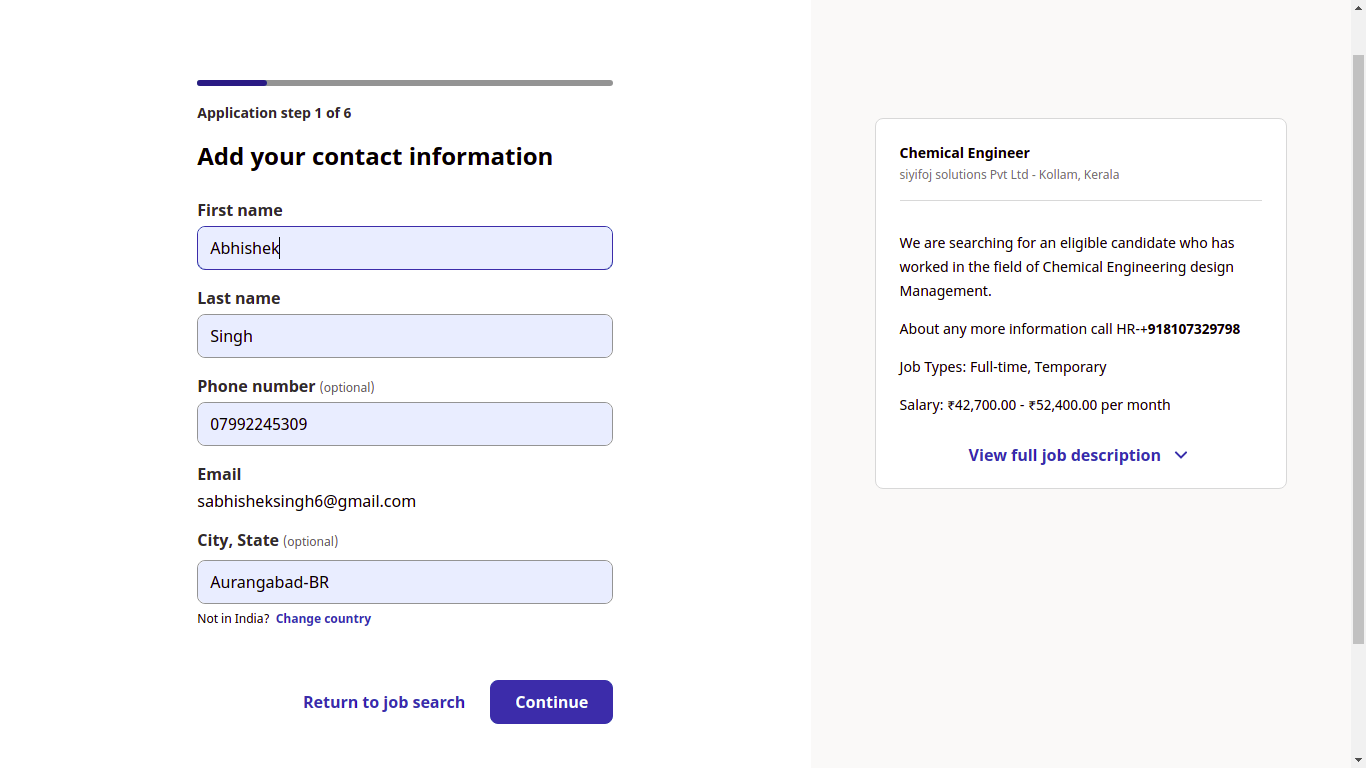 Application step 1 of 6
Add your contact information
First name
Abhishek
Last name
Singh
Phone number (optional)
07992245309
Email
sabhisheksingh6@gmail.com
City, State (optional)
Aurangabad-BR
Not in India? Change country
Return to job search
Continue
Chemical Engineer
siyifoj solutions Pvt Ltd - Kollam, Kerala
We are searching for an eligible candidate who has
worked in the field of Chemical Engineering design
Management.
About any more information call HR-+918107329798
Job Types: Full-time, Temporary
Salary: ₹42,700.00 - ₹52,400.00 per month
View full job description